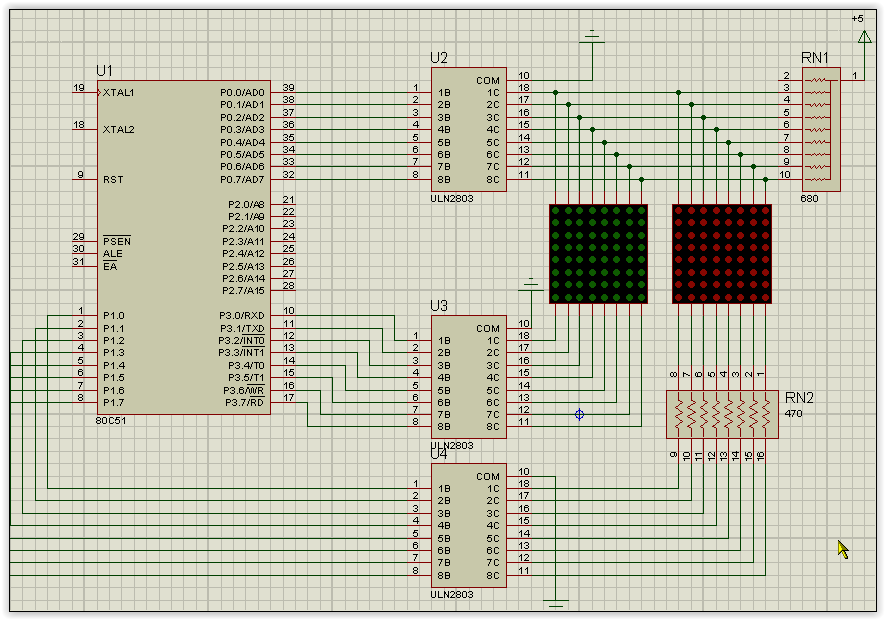 +5
U1
U2
RN1
19 XTAL1
18 XTAL2
9 RST
29 PSEN
30 ALE
31 EA
1 P1.0
2 P1.1
3 P1.2
4 P1.3
5 P1.4
6 P1.5
7 P1.6
8 P1.7
P0.0/AD0 39
P0.1/AD1 38
P0.2/AD2 37
P0.3/AD3 36
P0.4/AD4 35
P0.5/AD5 34
P0.6/AD6 33
P0.7/AD7 32
P2.0/A8 21
P2.1/A9 22
P2.2/A10 23
P2.3/A11 24
P2.4/A12 25
P2.5/A13 26
P2.6/A14 27
P2.7/A15 28
P3.0/RXD 10
P3.1/TXD 11
P3.2/INT0 12
P3.3/INT1 13
P3.4/T0 14
P3.5/T1 15
P3.6/WR 16
P3.7/RD 17
80C51
COM 10
1 1B 1C 18
2 2B 2C 17
3 3B 3C 16
4 4B 4C 15
5 5B 5C 14
6 6B 6C 13
7 7B 7C 12
8 8B 8C 11
ULN2803
2 1
3
4
5
6
7
8
9
10
680
U3
COM 10
1 1B 1C 18
2 2B 2C 17
3 3B 3C 16
4 4B 4C 15
5 5B 5C 14
6 6B 6C 13
7 7B 7C 12
8 8B 8C 11
ULN2803
8 7 6 5 4 3 2 1
RN2
470
9 10 11 12 13 14 15 16
U4
COM 10
1 1B 1C 18
2 2B 2C 17
3 3B 3C 16
4 4B 4C 15
5 5B 5C 14
6 6B 6C 13
7 7B 7C 12
8 8B 8C 11
ULN2803